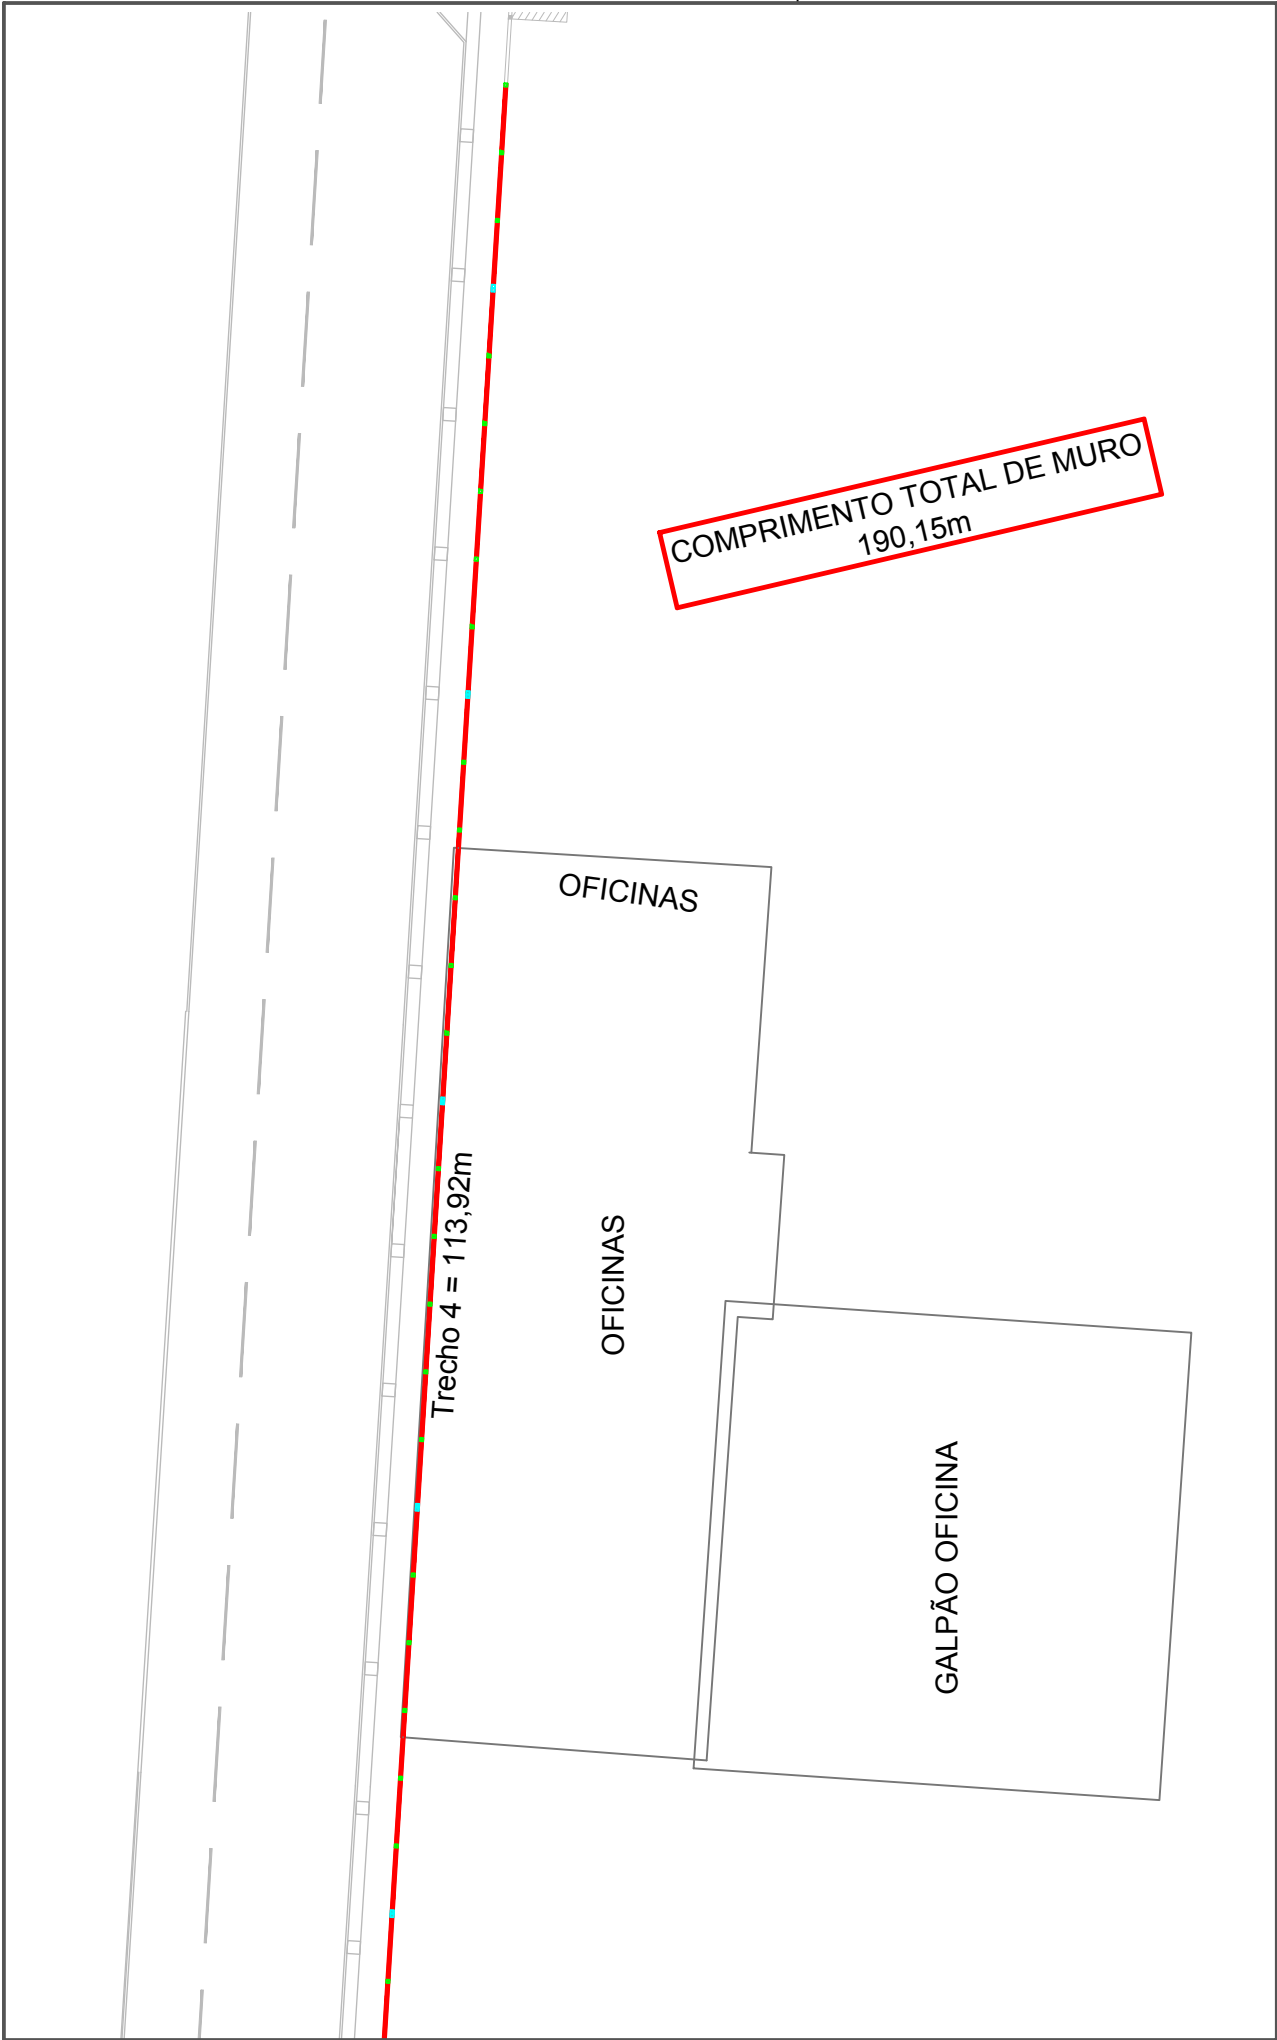 COMPRIMENTO TOTAL DE MURO
190,15m
OFICINAS
Trecho 4 = 113,92m
OFICINAS
GALPÃO OFICINA